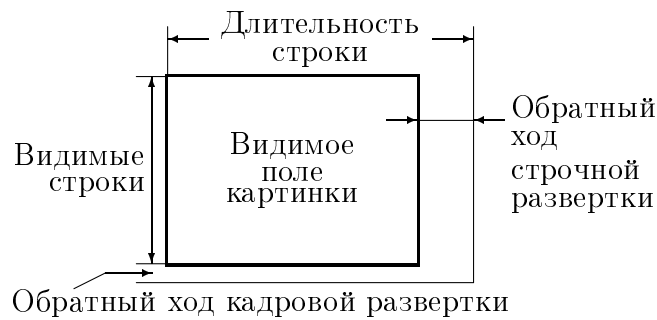 Длительность
строки
Видимые
строки
Видимое
поле
картинки
Обратный
ход
строчной
развертки
Обратный ход кадровой развертки